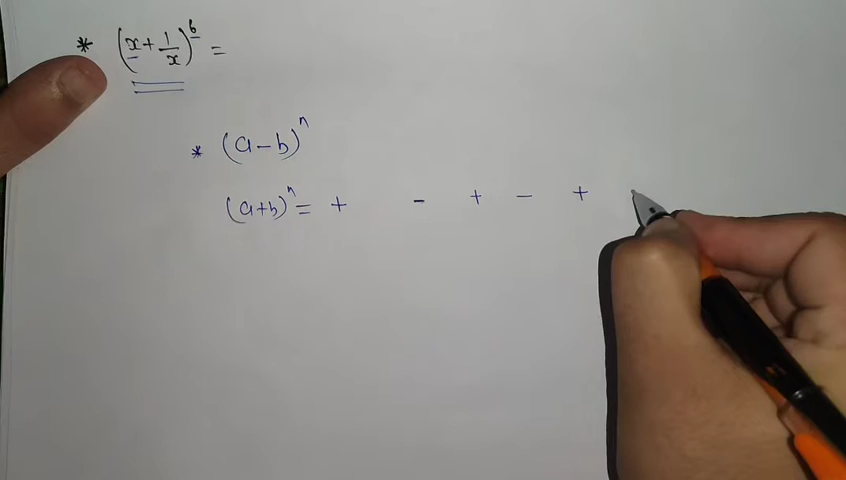 * (x + 1/x)^6 =
* (a - b)^n
(a+b)^n = + - + - +